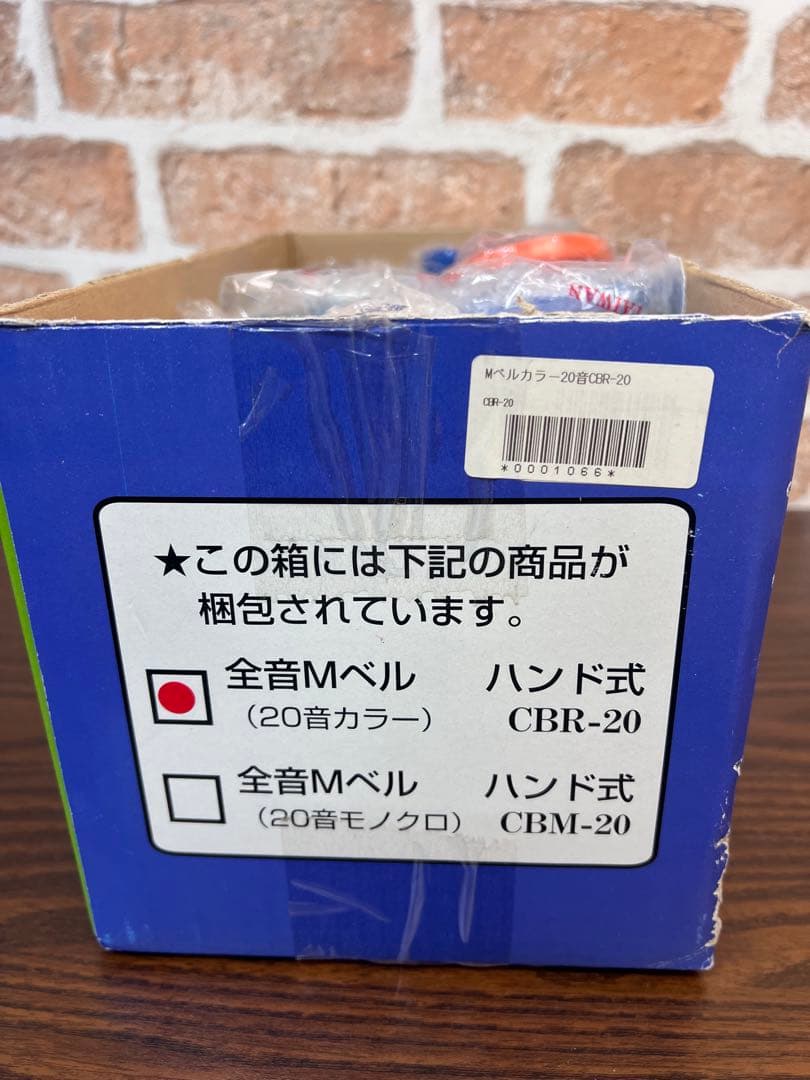 TAIWAN
Mベルカラー20音CBR-20
CBR-20
*0001066*
★この箱には下記の商品が
梱包されています。
全音Mベル ハンド式
(20音カラー) CBR-20
全音Mベル ハンド式
(20音モノクロ) CBM-20